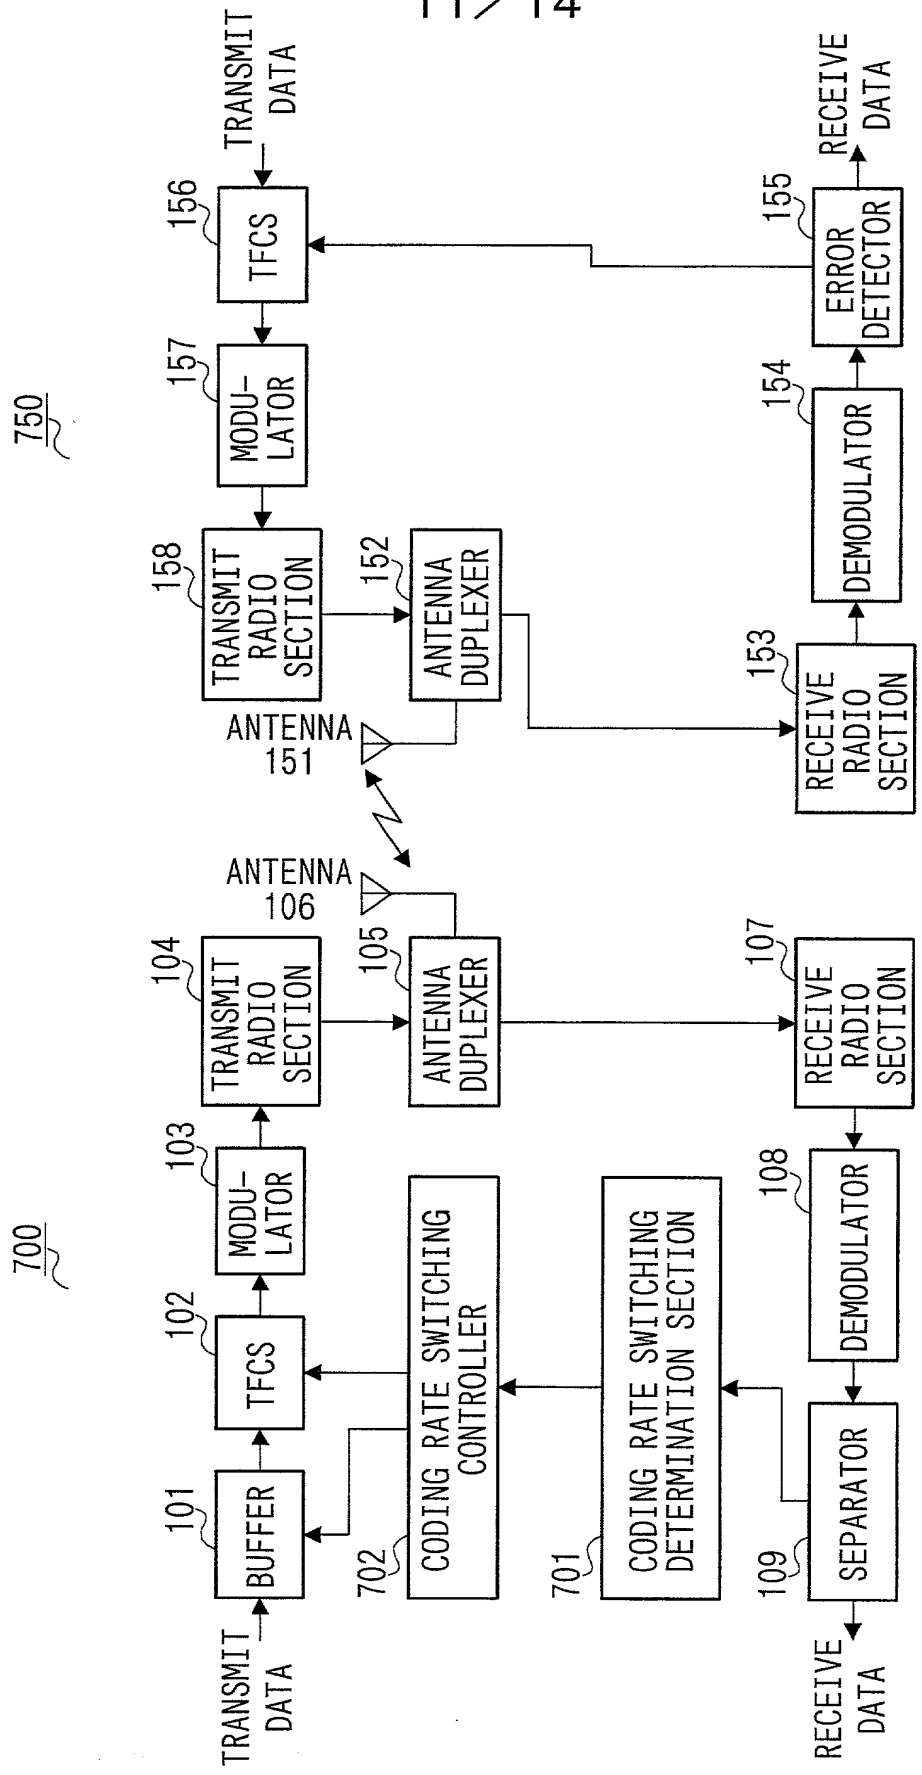 11/14
700
TRANSMIT
DATA
101
BUFFER
102
TFCS
103
MODU-
LATOR
104
TRANSMIT
RADIO
SECTION
702
CODING RATE SWITCHING
CONTROLLER
105
ANTENNA
DUPLEXER
ANTENNA
106
701
CODING RATE SWITCHING
DETERMINATION SECTION
RECEIVE
DATA
109
SEPARATOR
108
DEMODULATOR
107
RECEIVE
RADIO
SECTION
750
158
TRANSMIT
RADIO
SECTION
157
MODU-
LATOR
156
TFCS
TRANSMIT
DATA
ANTENNA
151
152
ANTENNA
DUPLEXER
153
RECEIVE
RADIO
SECTION
154
DEMODULATOR
155
ERROR
DETECTOR
RECEIVE
DATA